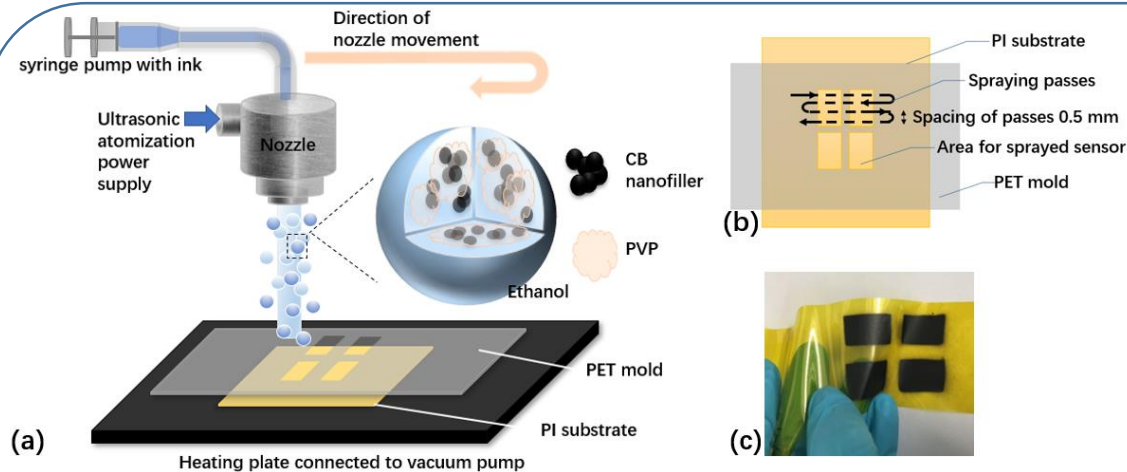 syringe pump with ink
Direction of
nozzle movement
Ultrasonic
atomization
power
supply
Nozzle
CB
nanofiller
PVP
Ethanol
PET mold
PI substrate
(a)
Heating plate connected to vacuum pump
PI substrate
Spraying passes
Spacing of passes 0.5 mm
Area for sprayed sensor
PET mold
(b)
(c)